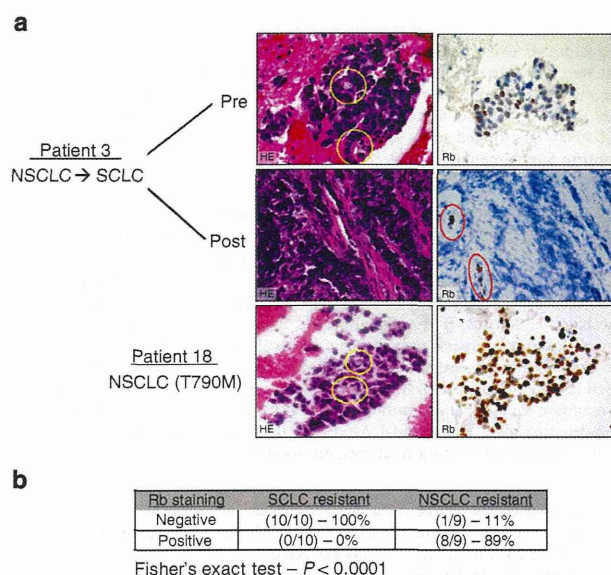 a
Patient 3
NSCLC → SCLC
Pre
HE
Rb
Post
HE
Rb
Patient 18
NSCLC (T790M)
HE
Rb
b
Rb staining SCLC resistant NSCLC resistant
Negative (10/10) – 100% (1/9) – 11%
Positive (0/10) – 0% (8/9) – 89%
Fisher's exact test – P < 0.0001